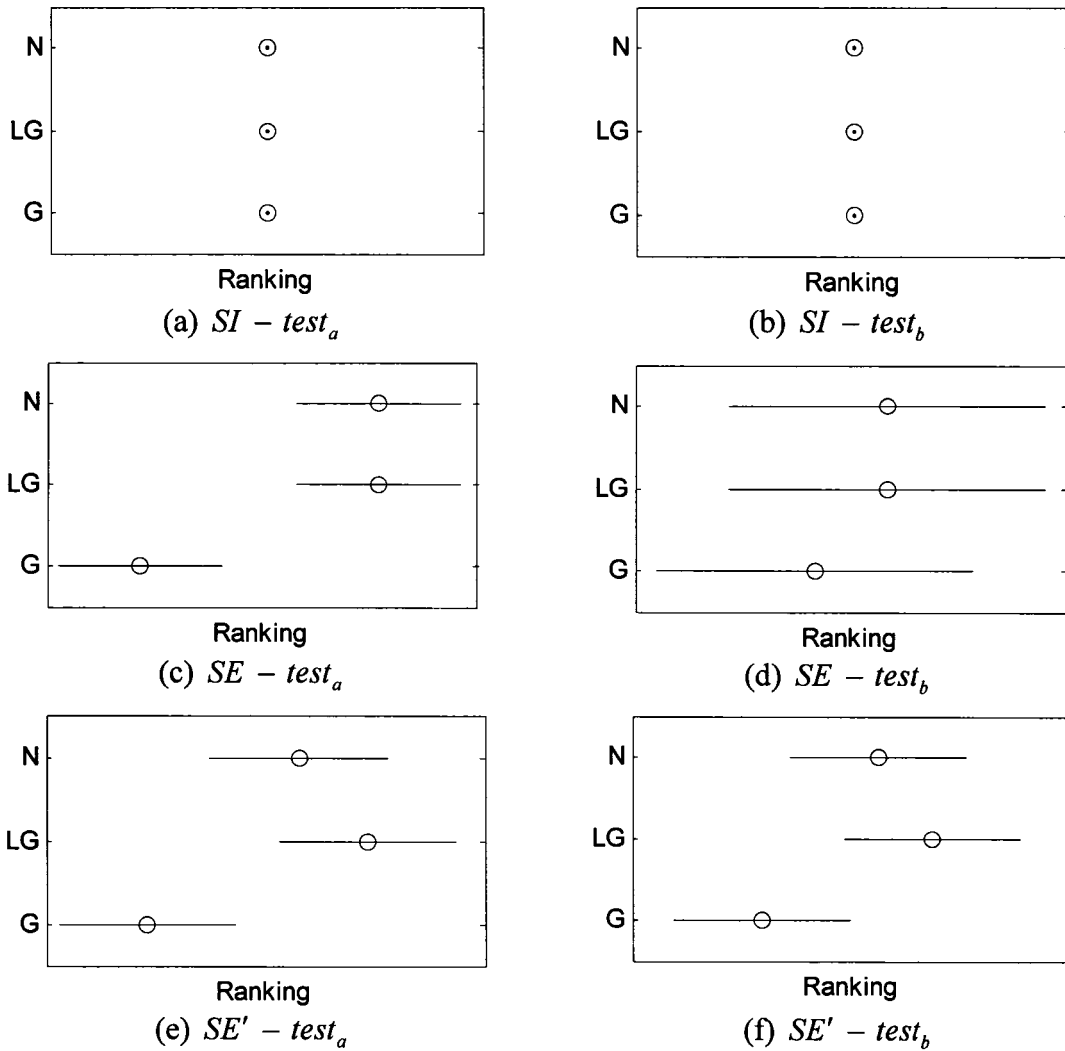 N
LG
G
Ranking
(a) SI – test_a
N
LG
G
Ranking
(b) SI – test_b
N
LG
G
Ranking
(c) SE – test_a
N
LG
G
Ranking
(d) SE – test_b
N
LG
G
Ranking
(e) SE′ – test_a
N
LG
G
Ranking
(f) SE′ – test_b